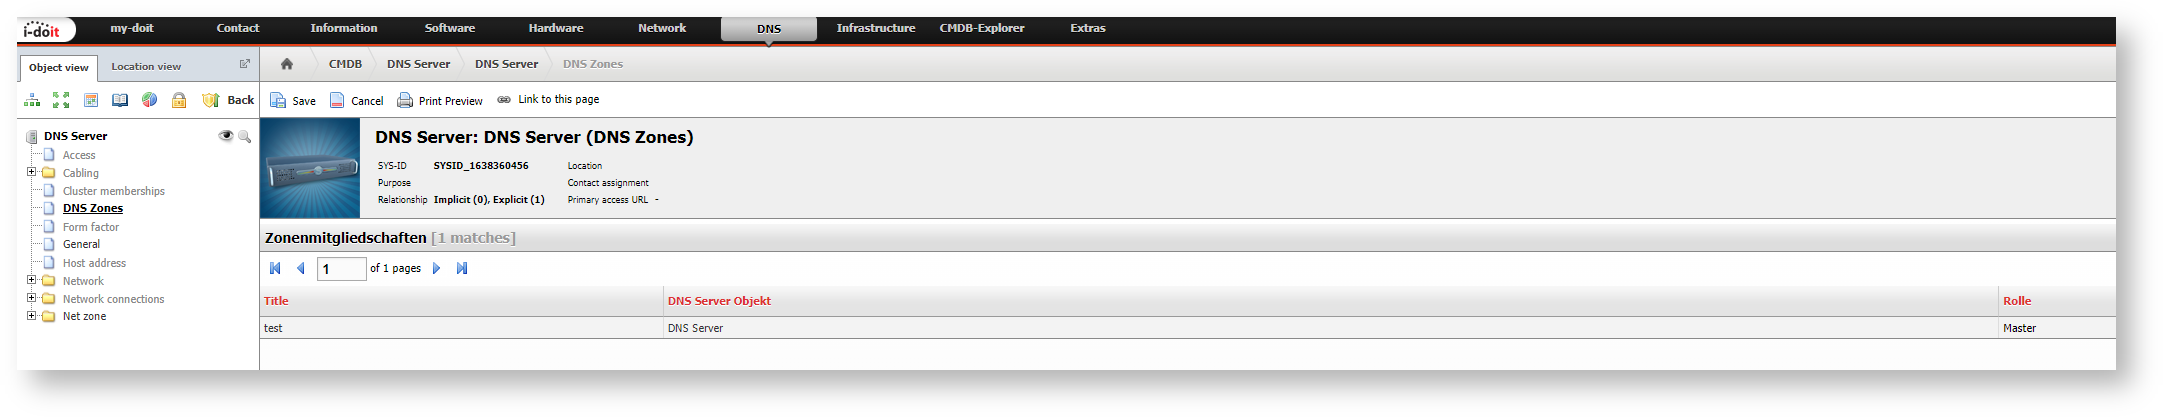 i-doit my-doit Contact Information Software Hardware Network DNS Infrastructure CMDB-Explorer Extras
Object view Location view CMDB DNS Server DNS Server DNS Zones
Back Save Cancel Print Preview Link to this page
DNS Server
Access
Cabling
Cluster memberships
DNS Zones
Form factor
General
Host address
Network
Network connections
Net zone
DNS Server: DNS Server (DNS Zones)
SYS-ID SYSID_1638360456 Location
Purpose Contact assignment
Relationship Implicit (0), Explicit (1) Primary access URL -
Zonenmitgliedschaften [1 matches]
1 of 1 pages
Title DNS Server Objekt Rolle
test DNS Server Master